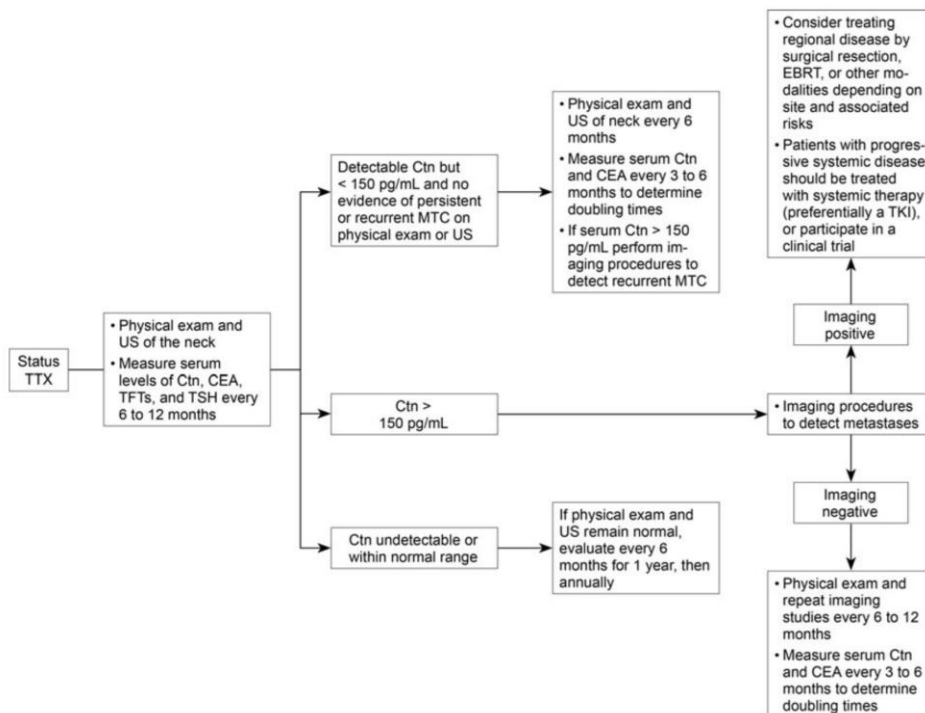 Status
TTX
• Physical exam and
US of the neck
• Measure serum
levels of Ctn, CEA,
TFTs, and TSH every
6 to 12 months
Detectable Ctn but
< 150 pg/mL and no
evidence of persistent
or recurrent MTC on
physical exam or US
• Physical exam and
US of neck every 6
months
• Measure serum Ctn
and CEA every 3 to 6
months to determine
doubling times
• If serum Ctn > 150
pg/mL perform im-
aging procedures to
detect recurrent MTC
Ctn >
150 pg/mL
• Imaging procedures
to detect metastases
Imaging
positive
• Consider treating
regional disease by
surgical resection,
EBRT, or other mo-
dalities depending on
site and associated
risks
• Patients with progres-
sive systemic disease
should be treated
with systemic therapy
(preferentially a TKI),
or participate in a
clinical trial
Imaging
negative
• Physical exam and
repeat imaging
studies every 6 to 12
months
• Measure serum Ctn
and CEA every 3 to 6
months to determine
doubling times
Ctn undetectable or
within normal range
If physical exam and
US remain normal,
evaluate every 6
months for 1 year, then
annually